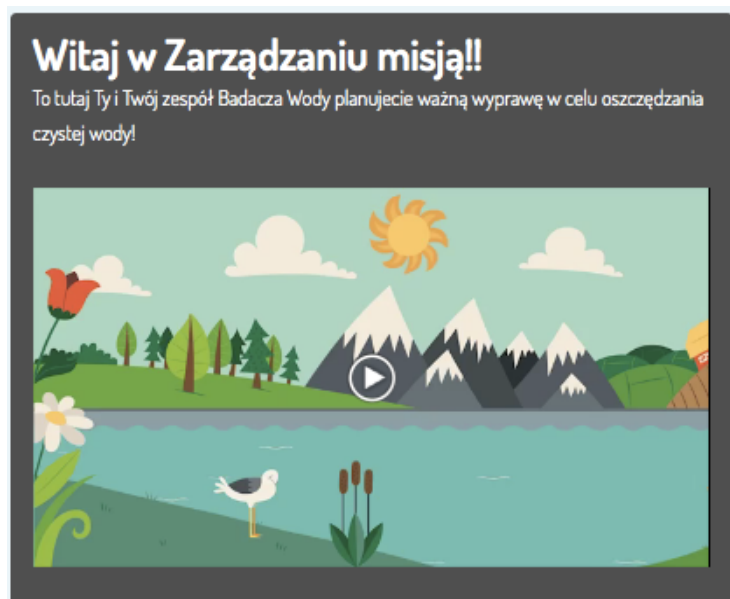 Witaj w Zarządzaniu misją!!
To tutaj Ty i Twój zespół Badacza Wody planujecie ważną wyprawę w celu oszczędzania
czystej wody!